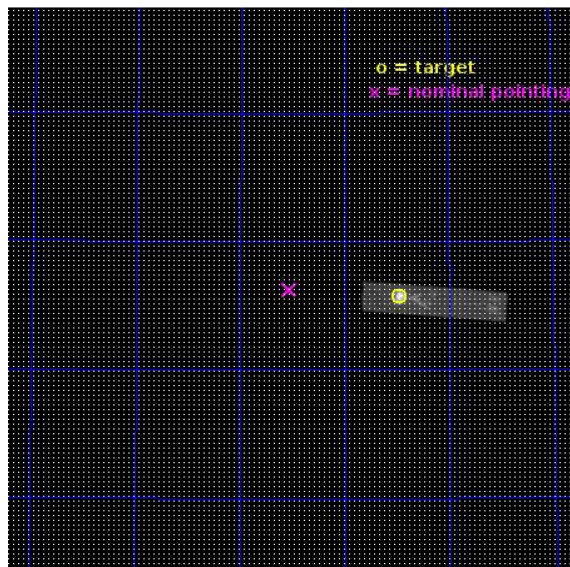 o = target
x = nominal pointing